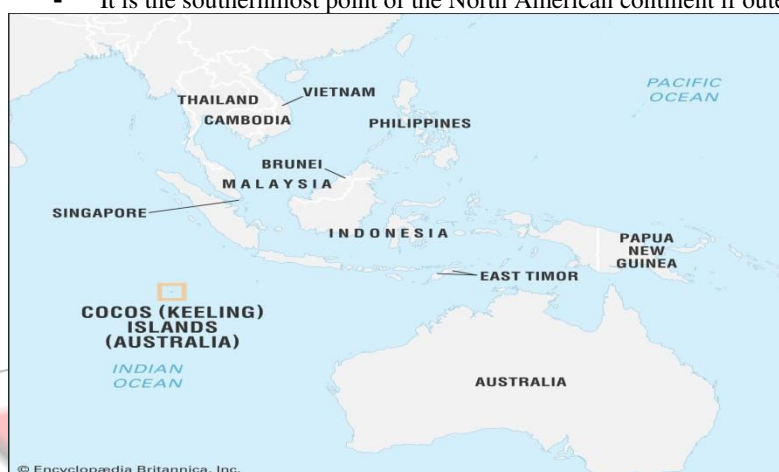 - It is the southernmost point of the North American continent if
PACIFIC
OCEAN
THAILAND
VIETNAM
CAMBODIA
PHILIPPINES
BRUNEI
MALAYSIA
SINGAPORE
INDONESIA
PAPUA
NEW
GUINEA
EAST TIMOR
COCOS (KEELING)
ISLANDS
(AUSTRALIA)
INDIAN
OCEAN
AUSTRALIA
© Encyclopædia Britannica, Inc.